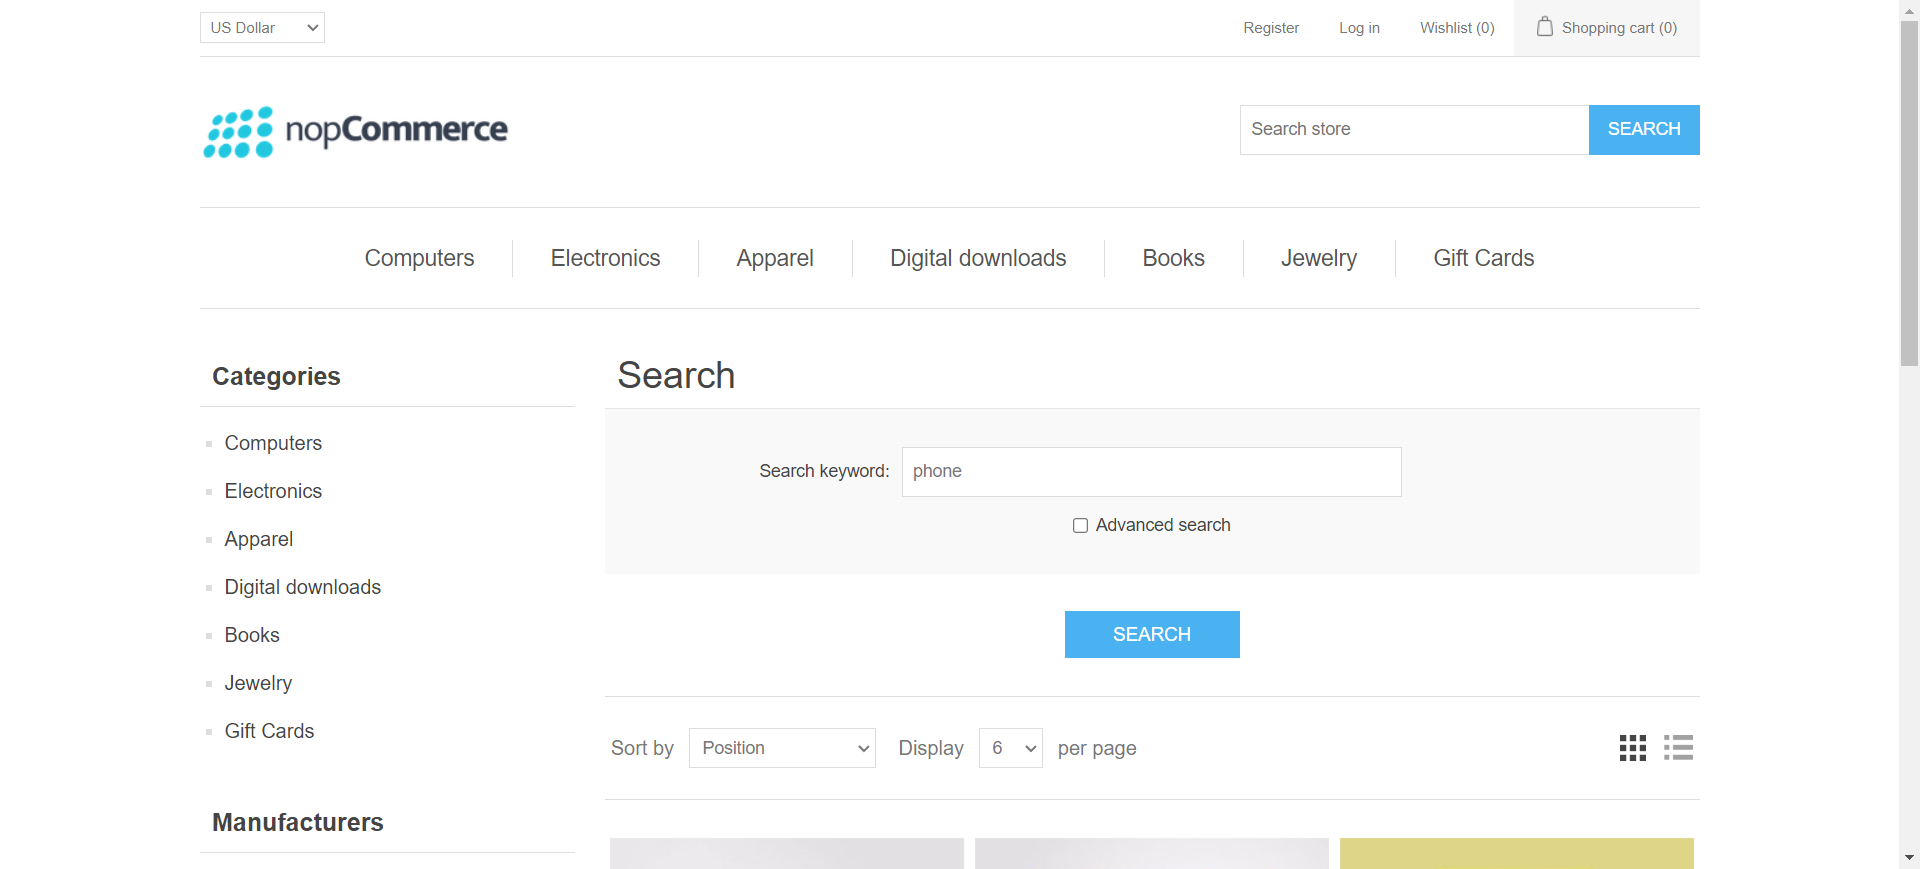 US Dollar
Register
Log in
Wishlist (0)
Shopping cart (0)
nopCommerce
Search store
SEARCH
Computers
Electronics
Apparel
Digital downloads
Books
Jewelry
Gift Cards
Categories
Computers
Electronics
Apparel
Digital downloads
Books
Jewelry
Gift Cards
Manufacturers
Search
Search keyword: phone
Advanced search
SEARCH
Sort by Position Display 6 per page